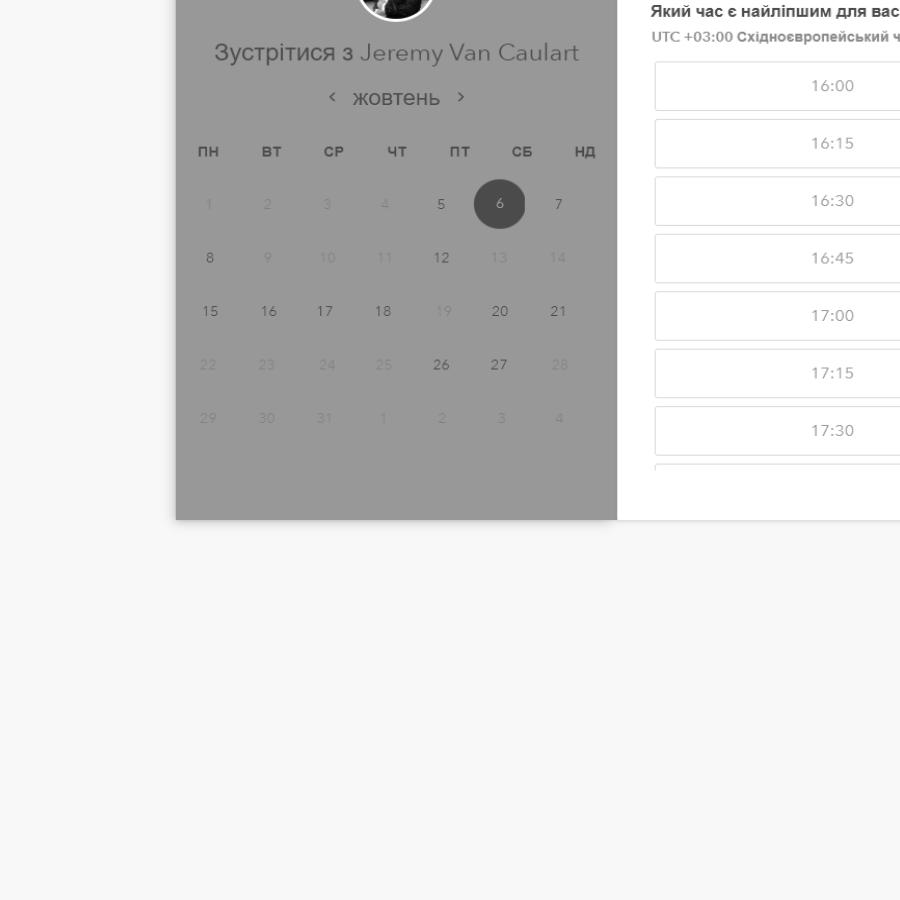 Зустрітися з Jeremy Van Caulart
< жовтень >
ПН ВТ СР ЧТ ПТ СБ НД
1 2 3 4 5 6 7
8 9 10 11 12 13 14
15 16 17 18 19 20 21
22 23 24 25 26 27 28
29 30 31 1 2 3 4
Який час є найліпшим для вас
UTC +03:00 Східноєвропейський ч
16:00
16:15
16:30
16:45
17:00
17:15
17:30